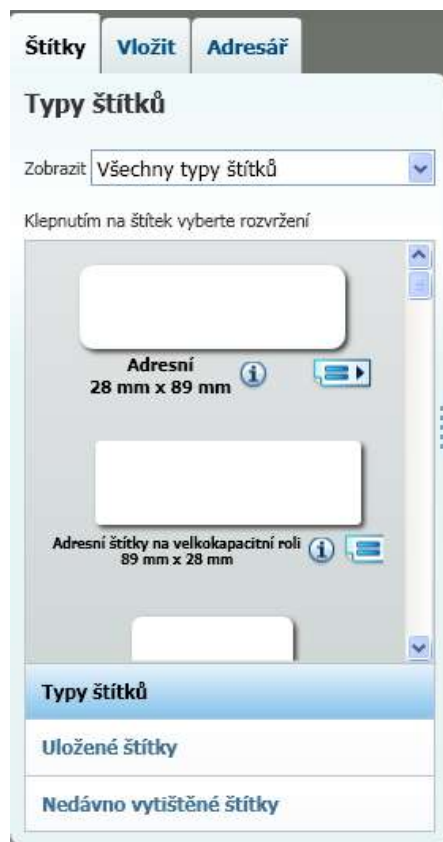 Štítky Vložit Adresář
Typy štítků
Zobrazit Všechny typy štítků
Klepnutím na štítek vyberte rozvržení
Adresní
28 mm x 89 mm
Adresní štítky na velkokapacitní roli
89 mm x 28 mm
Typy štítků
Uložené štítky
Nedávno vytištěné štítky